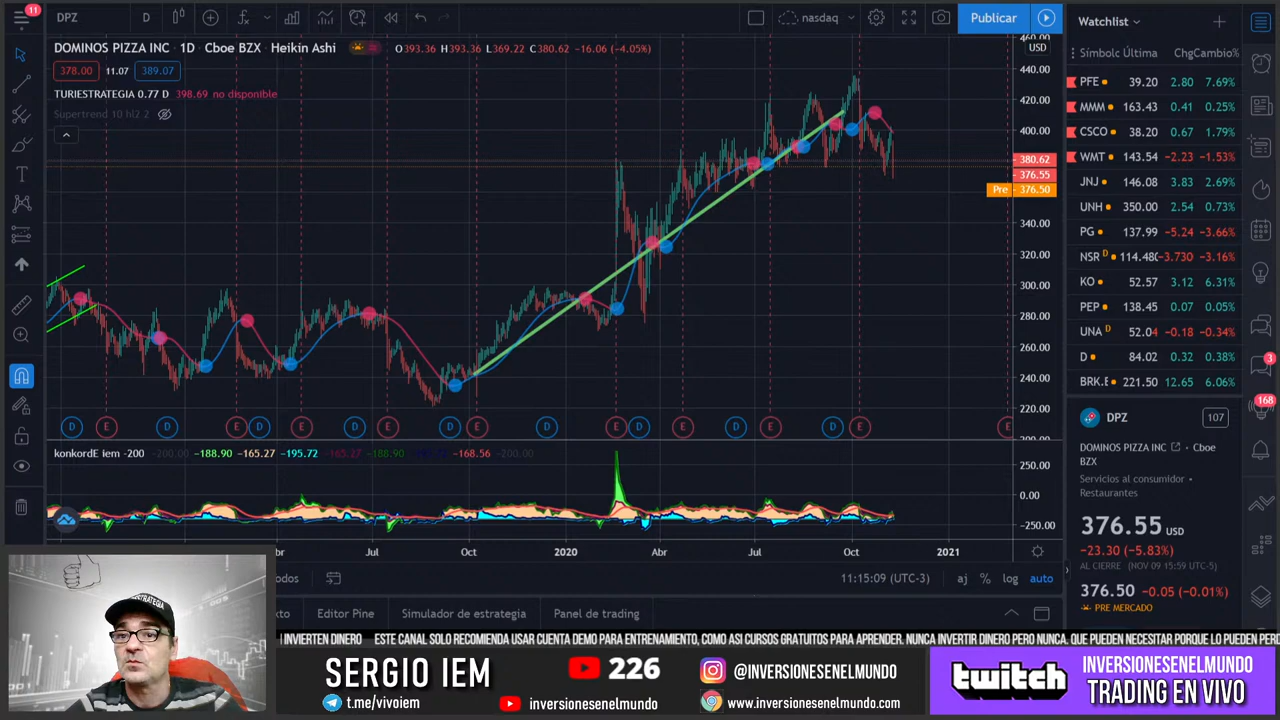 11
DPZ
D
nasdaq
Publicar
DOMINOS PIZZA INC · 1D · Cboe BZX · Heikin Ashi
O393.36 H393.36 L369.22 C380.62 -16.06 (-4.05%)
378.00 11.07 389.07
TURIESTRATEGIA 0.77 D 398.69 no disponible
Supertrend 10 hl2 2
460.00
USD
440.00
420.00
400.00
380.62
376.55
Pre 376.50
340.00
320.00
300.00
280.00
260.00
240.00
220.00
200.00
D E D E D E D E D E D E D E D E D E E
konkordE iem -200 -200.00 -188.90 -165.27 -195.72 -165.27 -188.90 -195.72 -168.56 -200.00
250.00
0.00
-250.00
br Jul Oct 2020 Abr Jul Oct 2021
odos
11:15:09 (UTC-3) aj % log auto
xto Editor Pine Simulador de estrategia Panel de trading
Watchlist
Símbolc Última Chg Cambio%
PFE 39.20 2.80 7.69%
MMM 163.43 0.41 0.25%
CSCO 38.20 0.67 1.79%
WMT 143.54 -2.23 -1.53%
JNJ 146.08 3.83 2.69%
UNH 350.00 2.54 0.73%
PG 137.99 -5.24 -3.66%
NSR D 114.480 -3.730 -3.16%
KO 52.57 3.12 6.31%
PEP 138.45 0.07 0.05%
UNA D 52.04 -0.18 -0.34%
D 84.02 0.32 0.38%
BRK.E 221.50 12.65 6.06%
3
168
DPZ 107
DOMINOS PIZZA INC · Cboe
BZX
Servicios al consumidor •
Restaurantes
376.55 USD
-23.30 (-5.83%)
AL CIERRE (NOV 09 15:59 UTC-5)
376.50 -0.05 (-0.01%)
PRE MERCADO
ESTRATEGIA
I INVIERTEN DINERO ESTE CANAL SOLO RECOMIENDA USAR CUENTA DEMO PARA ENTRENAMIENTO, COMO ASI CURSOS GRATUITOS PARA APRENDER. NUNCA INVERTIR DINERO PERO NUNCA. QUE PUEDEN NECESITAR PORQUE LO PUEDEN PER
SERGIO IEM
226
@INVERSIONESENELMUNDO
t.me/vivoiem
inversionesenelmundo
www.inversionesenelmundo.com
twitch
INVERSIONESENELMUNDO
TRADING EN VIVO